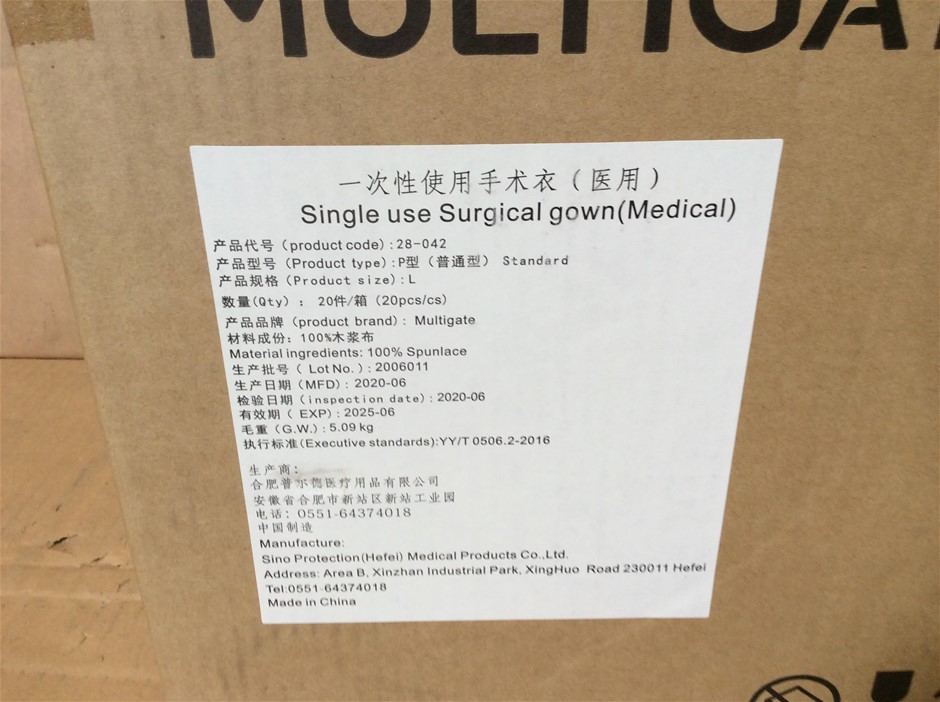 MULTIGA
一次性使用手术衣（医用）
Single use Surgical gown(Medical)
产品代号（product code）:28-042
产品型号（Product type）:P型（普通型） Standard
产品规格（Product size）:L
数量(Qty) ： 20件/箱（20pcs/cs）
产品品牌（product brand）: Multigate
材料成份：100%木浆布
Material ingredients: 100% Spunlace
生产批号（ Lot No.）: 2006011
生产日期（MFD）: 2020-06
检验日期（inspection date）: 2020-06
有效期（ EXP）: 2025-06
毛重（G.W.）: 5.09 kg
执行标准(Executive standards):YY/T 0506.2-2016
生产商：
合肥普尔德医疗用品有限公司
安徽省合肥市新站区新站工业园
电话： 0551-64374018
中国制造
Manufacture:
Sino Protection(Hefei) Medical Products Co.,Ltd.
Address: Area B, Xinzhan Industrial Park, XingHuo Road 230011 Hefei
Tel:0551-64374018
Made in China